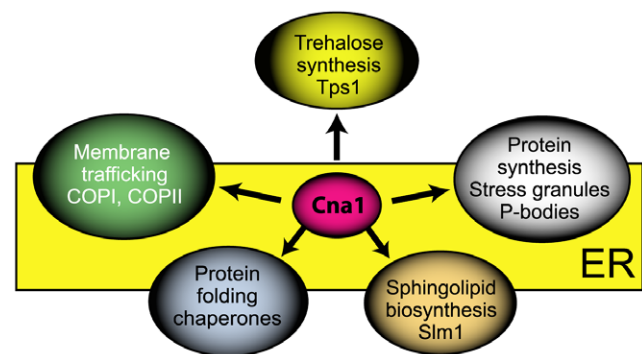 Trehalose
synthesis
Tps1
Membrane
trafficking
COPI, COPII
Cna1
Protein
synthesis
Stress granules
P-bodies
Protein
folding
chaperones
Sphingolipid
biosynthesis
Slm1
ER